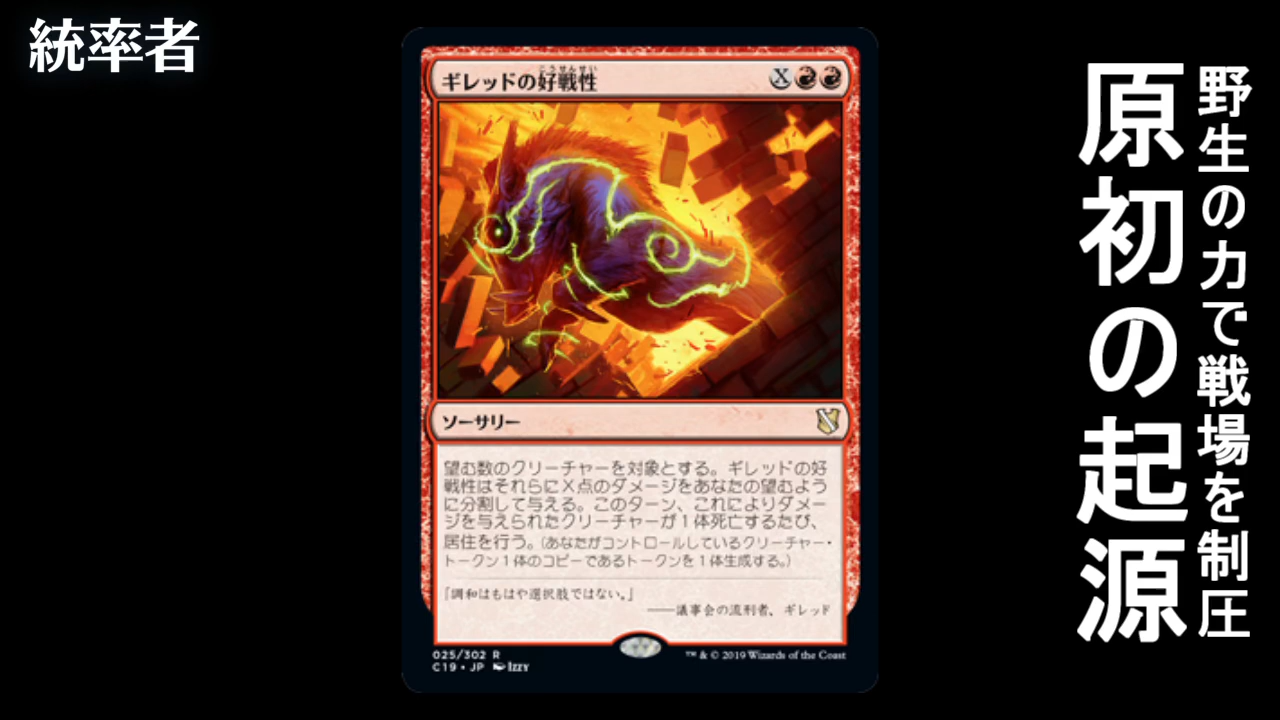 統率者
ギレッドの好戦性
こうせんせい
X
ソーサリー
望む数のクリーチャーを対象とする。ギレッドの好
戦性はそれらにX点のダメージをあなたの望むよう
に分割して与える。このターン、これによりダメー
ジを与えられたクリーチャーが1体死亡するたび、
居住を行う。(あなたがコントロールしているクリーチャー・
トークン1体のコピーであるトークンを1体生成する。)
「調和はもはや選択肢ではない。」
――議事会の流刑者、ギレッド
025/302 R
C19・JP Izzy
™ & © 2019 Wizards of the Coast
野生の力で戦場を制圧
原初の起源